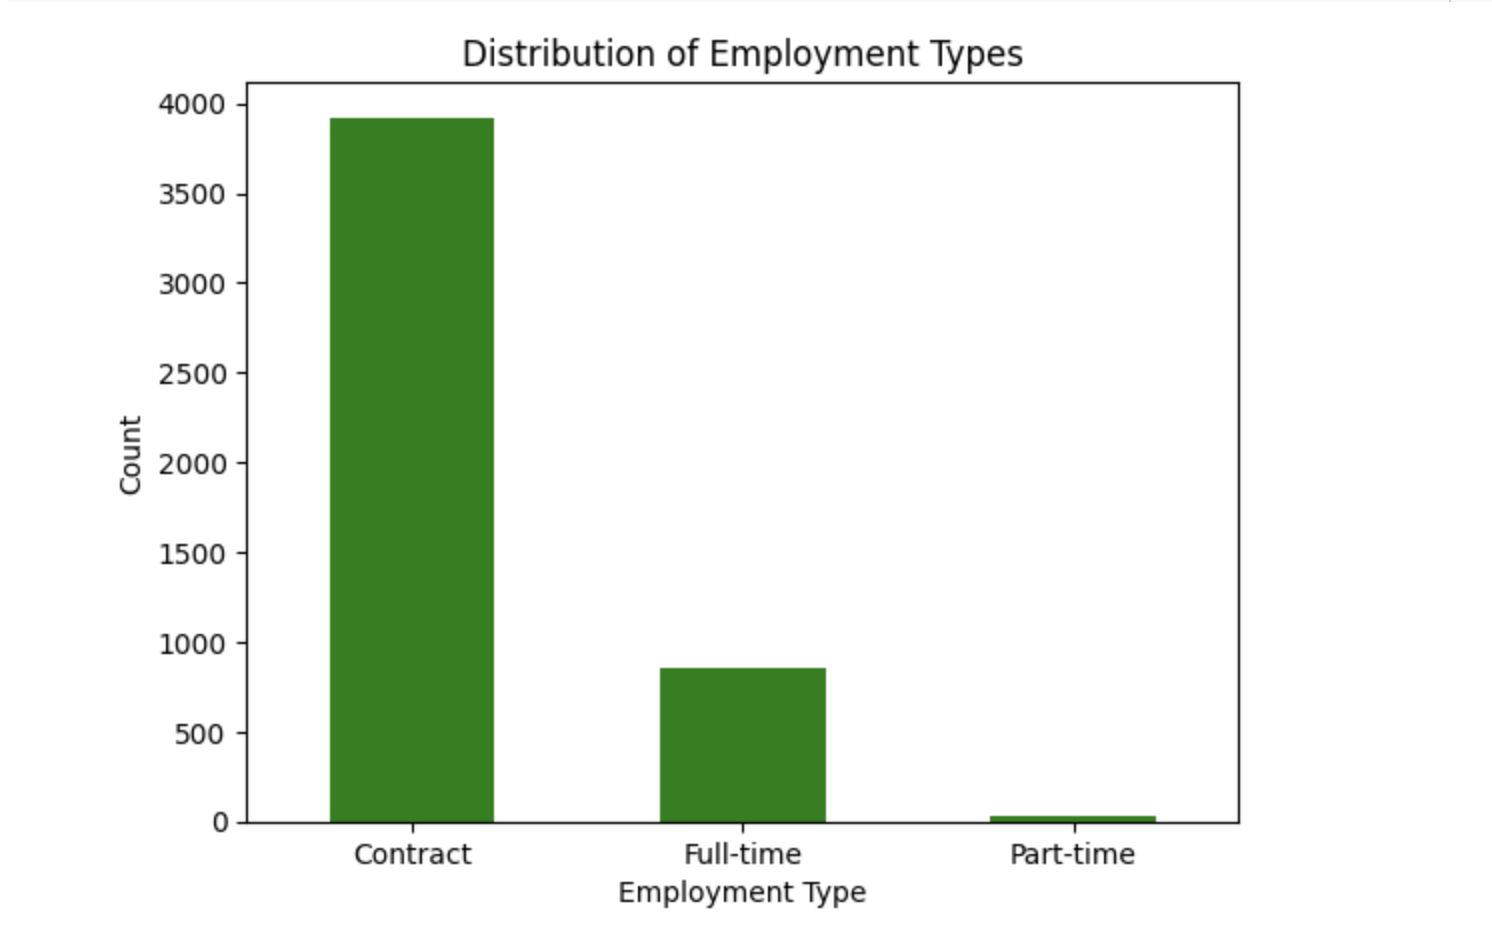 Distribution of Employment Types
4000
3500
3000
2500
2000
1500
1000
500
0
Count
Contract Full-time Part-time
Employment Type